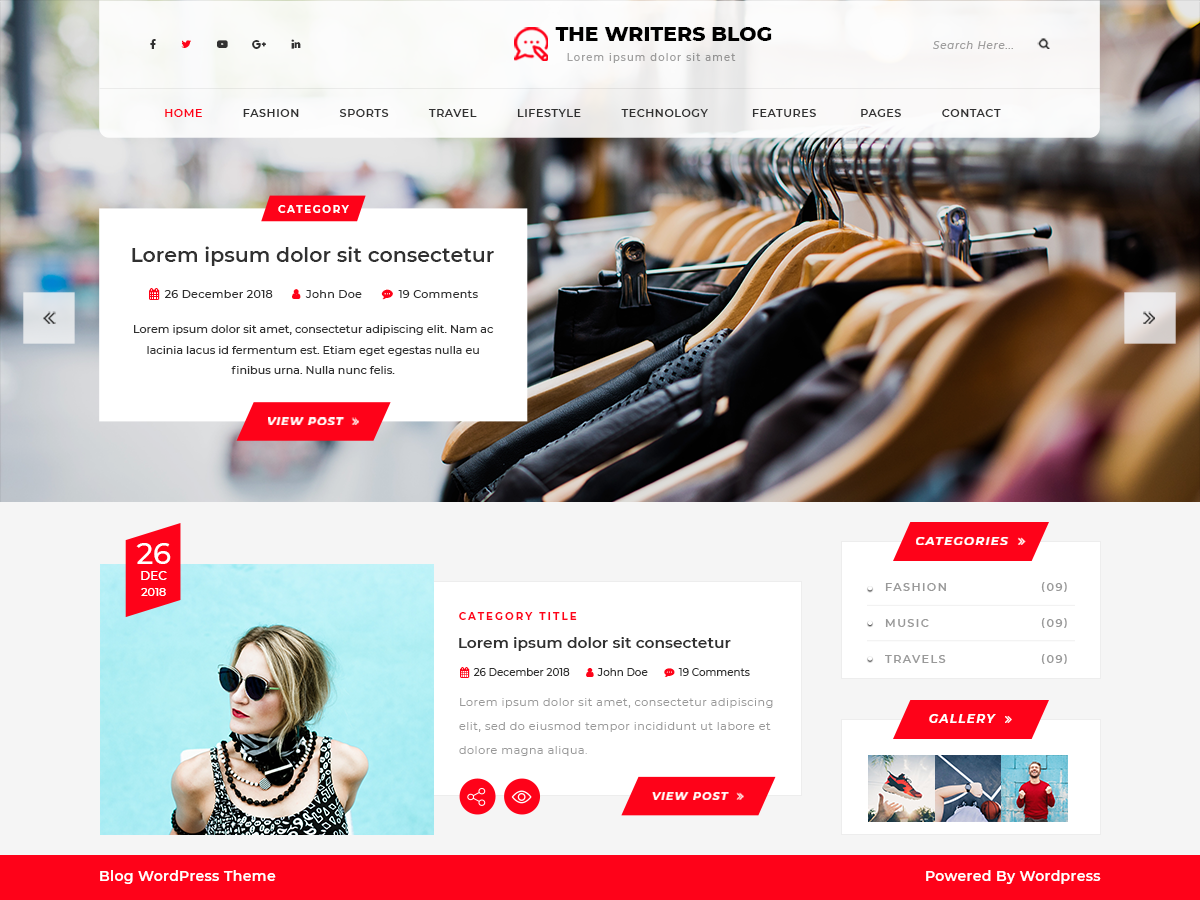 THE WRITERS BLOG
Lorem ipsum dolor sit amet
Search Here...
HOME FASHION SPORTS TRAVEL LIFESTYLE TECHNOLOGY FEATURES PAGES CONTACT
CATEGORY
Lorem ipsum dolor sit consectetur
26 December 2018 John Doe 19 Comments
Lorem ipsum dolor sit amet, consectetur adipiscing elit. Nam ac
lacinia lacus id fermentum est. Etiam eget egestas nulla eu
finibus urna. Nulla nunc felis.
VIEW POST
26
DEC
2018
CATEGORY TITLE
Lorem ipsum dolor sit consectetur
26 December 2018 John Doe 19 Comments
Lorem ipsum dolor sit amet, consectetur adipiscing
elit, sed do eiusmod tempor incididunt ut labore et
dolore magna aliqua.
VIEW POST
CATEGORIES
FASHION (09)
MUSIC (09)
TRAVELS (09)
GALLERY
Blog WordPress Theme
Powered By Wordpress